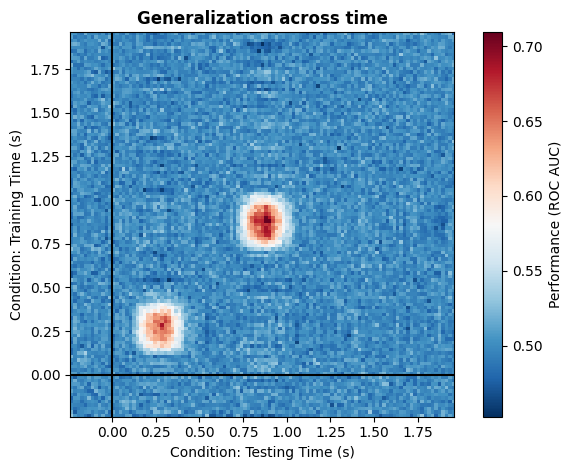 Generalization across time
Condition: Training Time (s)
1.75
1.50
1.25
1.00
0.75
0.50
0.25
0.00
0.00 0.25 0.50 0.75 1.00 1.25 1.50 1.75
Condition: Testing Time (s)
0.70
0.65
0.60
0.55
0.50
Performance (ROC AUC)